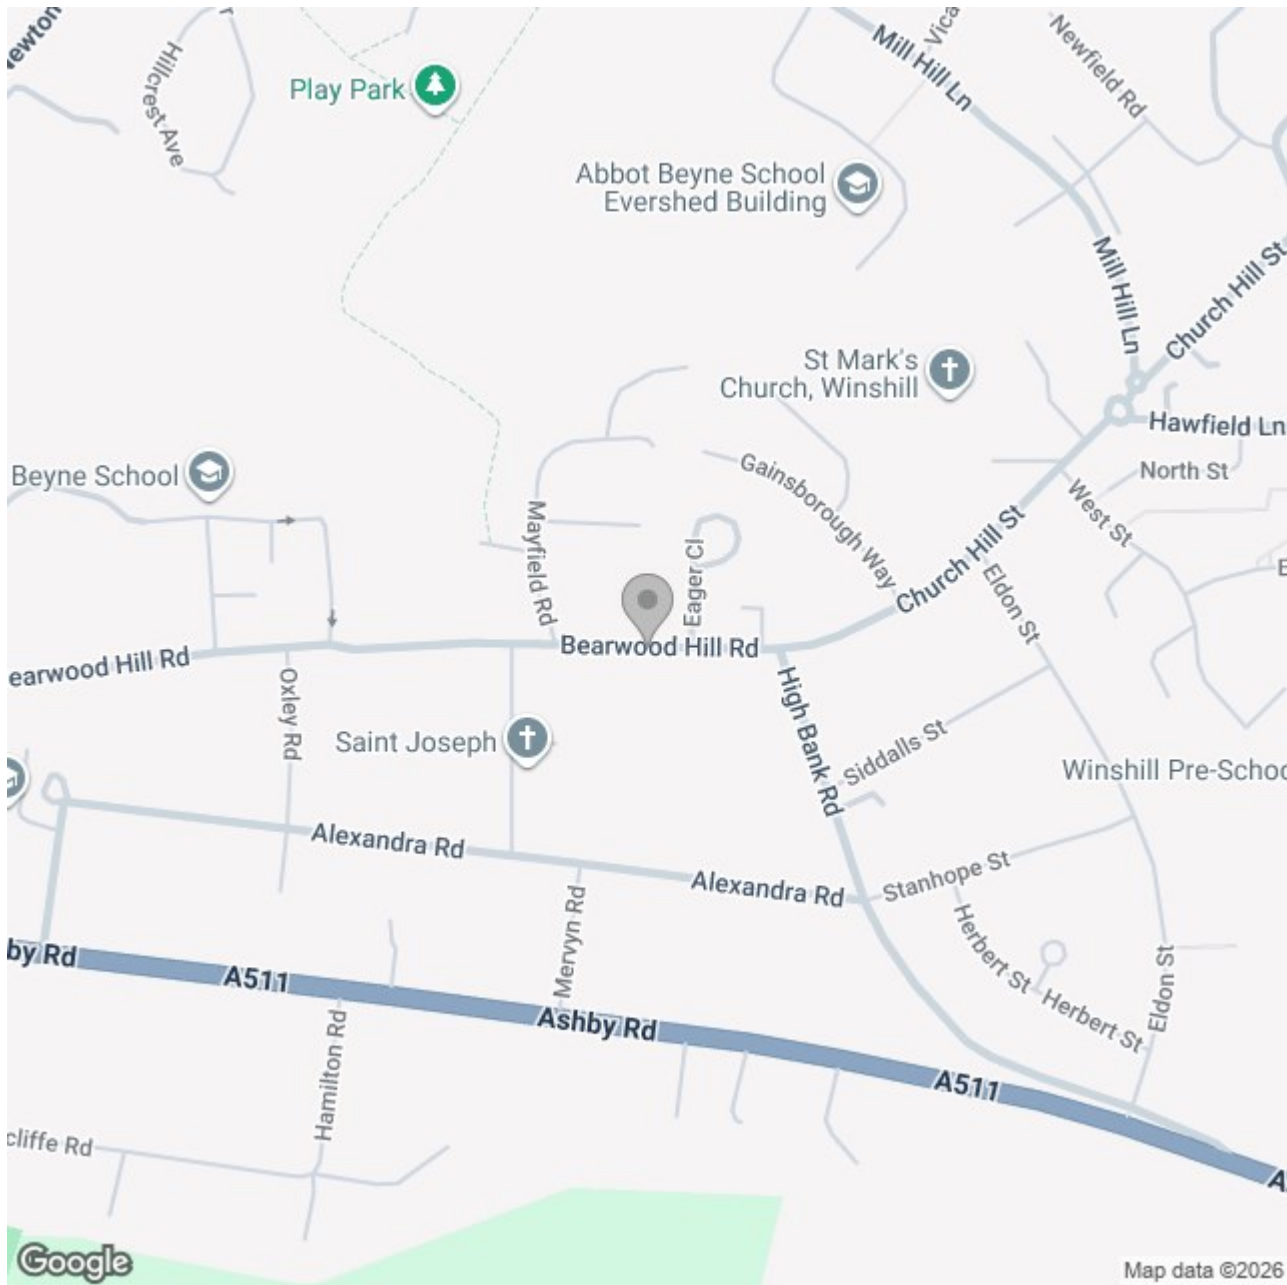 ewton
Hillcrest Ave
Play Park
Mill Hill Ln
Vica
Newfield Rd
Abbot Beyne School
Evershed Building
Mill Hill Ln
Church Hill St
St Mark's
Church, Winshill
Hawfield Ln
Beyne School
Gainsborough Way
North St
West St
Mayfield Rd
Eager Cl
Church Hill St
Eldon St
E
Bearwood Hill Rd
earwood Hill Rd
Oxley Rd
Saint Joseph
High Bank Rd
Siddalls St
Winshill Pre-Schoo
Alexandra Rd
Alexandra Rd
Stanhope St
Mervyn Rd
Herbert St
Herbert St
Eldon St
by Rd
A511
Ashby Rd
A511
Hamilton Rd
cliffe Rd
A
Google
Map data ©2026